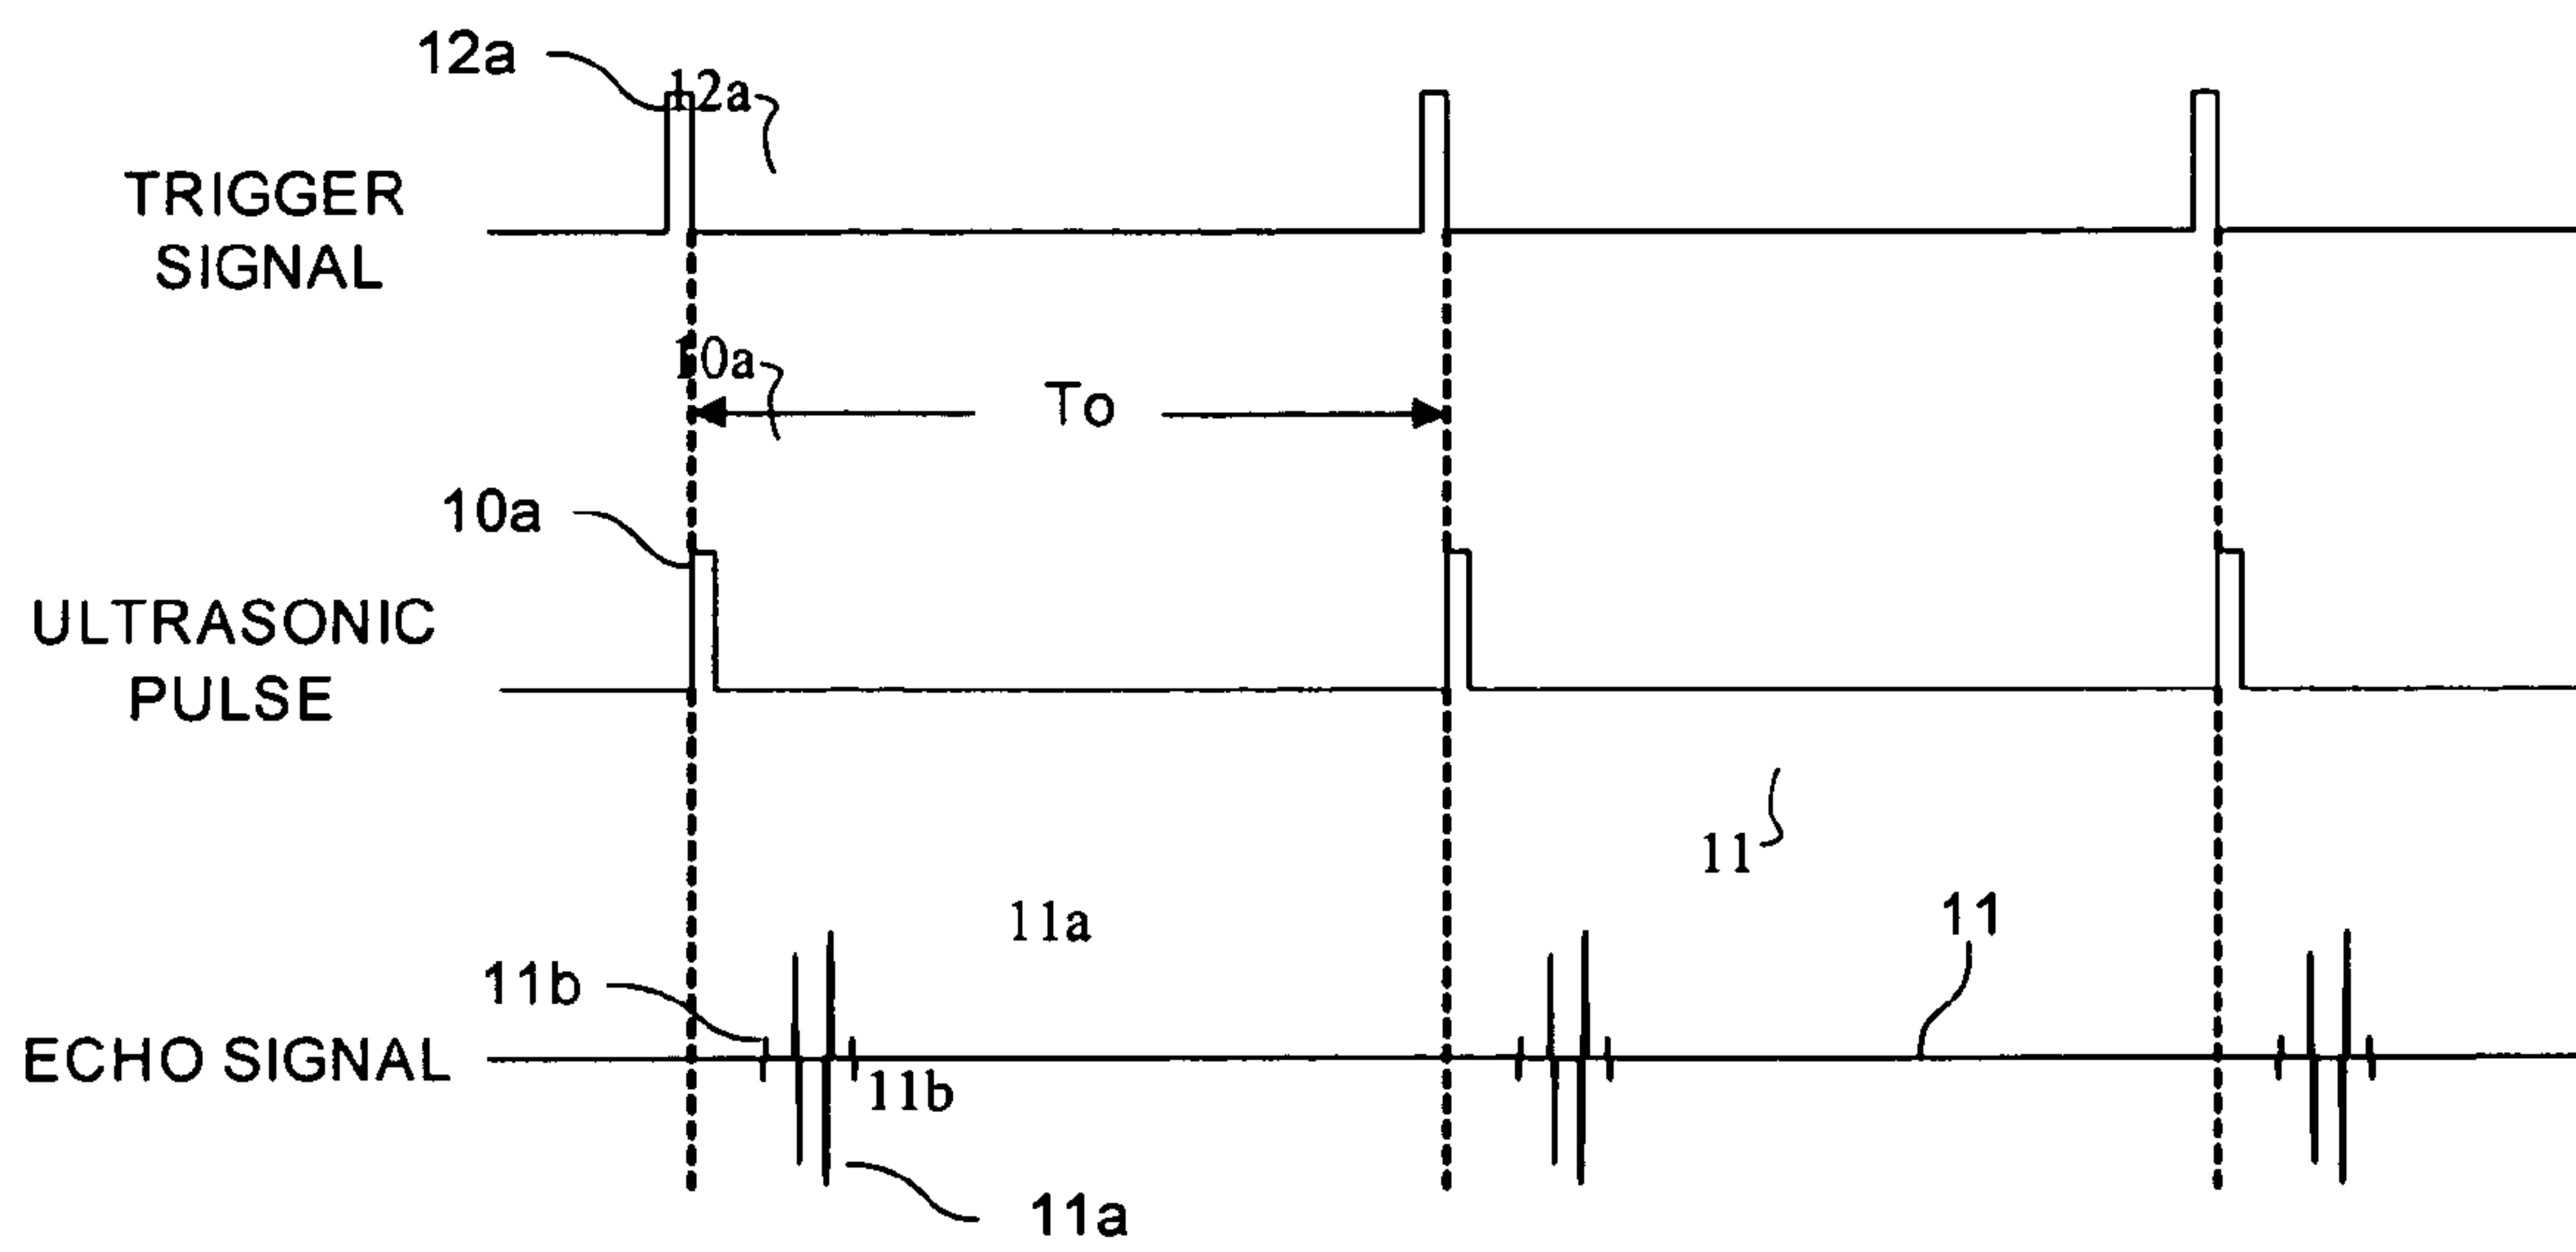 12a
12a
TRIGGER
SIGNAL
10a
To
10a
ULTRASONIC
PULSE
11
11a
11
11b
ECHO SIGNAL
11b
11a